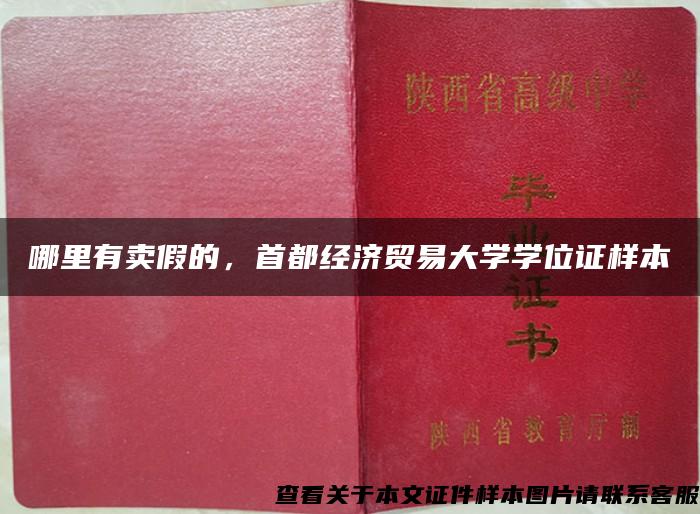 陕西省高级中学
毕业证书
哪里有卖假的，首都经济贸易大学学位证样本
陕西省教育厅制
查看关于本文证件样本图片请联系客服